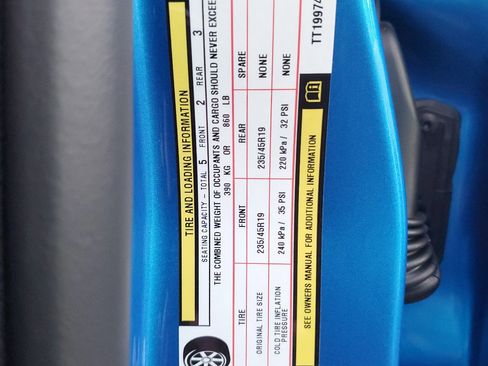 TIRE AND LOADING INFORMATION
SEATING CAPACITY - TOTAL 5 FRONT 2 REAR 3
THE COMBINED WEIGHT OF OCCUPANTS AND CARGO SHOULD NEVER EXCEE
390 KG OR 860 LB
TIRE FRONT REAR SPARE
ORIGINAL TIRE SIZE 235/45R19 235/45R19 NONE
COLD TIRE INFLATION PRESSURE 240 kPa / 35 PSI 220 kPa / 32 PSI NONE
SEE OWNERS MANUAL FOR ADDITIONAL INFORMATION
TT19974